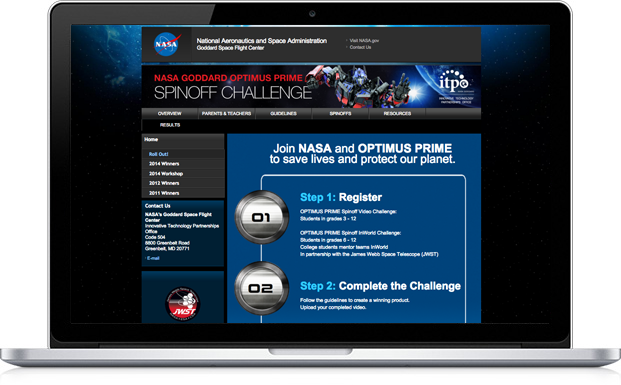 NASA
National Aeronautics and Space Administration
Goddard Space Flight Center
Visit NASA.gov
Contact Us
NASA GODDARD OPTIMUS PRIME
SPINOFF CHALLENGE
itpo
INNOVATIVE TECHNOLOGY
PARTNERSHIPS OFFICE
OVERVIEW
PARENTS & TEACHERS
GUIDELINES
SPINOFFS
RESOURCES
RESULTS
Home
Roll Out!
2014 Winners
2014 Workshop
2012 Winners
2011 Winners
Contact Us
NASA's Goddard Space Flight
Center
Innovative Technology Partnerships
Office
Code 504
8800 Greenbelt Road
Greenbelt, MD 20771
E-mail
JWST
Join NASA and OPTIMUS PRIME
to save lives and protect our planet.
01
Step 1: Register
OPTIMUS PRIME Spinoff Video Challenge:
Students in grades 3 - 12
OPTIMUS PRIME Spinoff InWorld Challenge:
Students in grades 6 - 12
College students mentor teams InWorld
In partnership with the James Webb Space Telescope (JWST)
02
Step 2: Complete the Challenge
Follow the guidelines to create a winning product.
Upload your completed video.